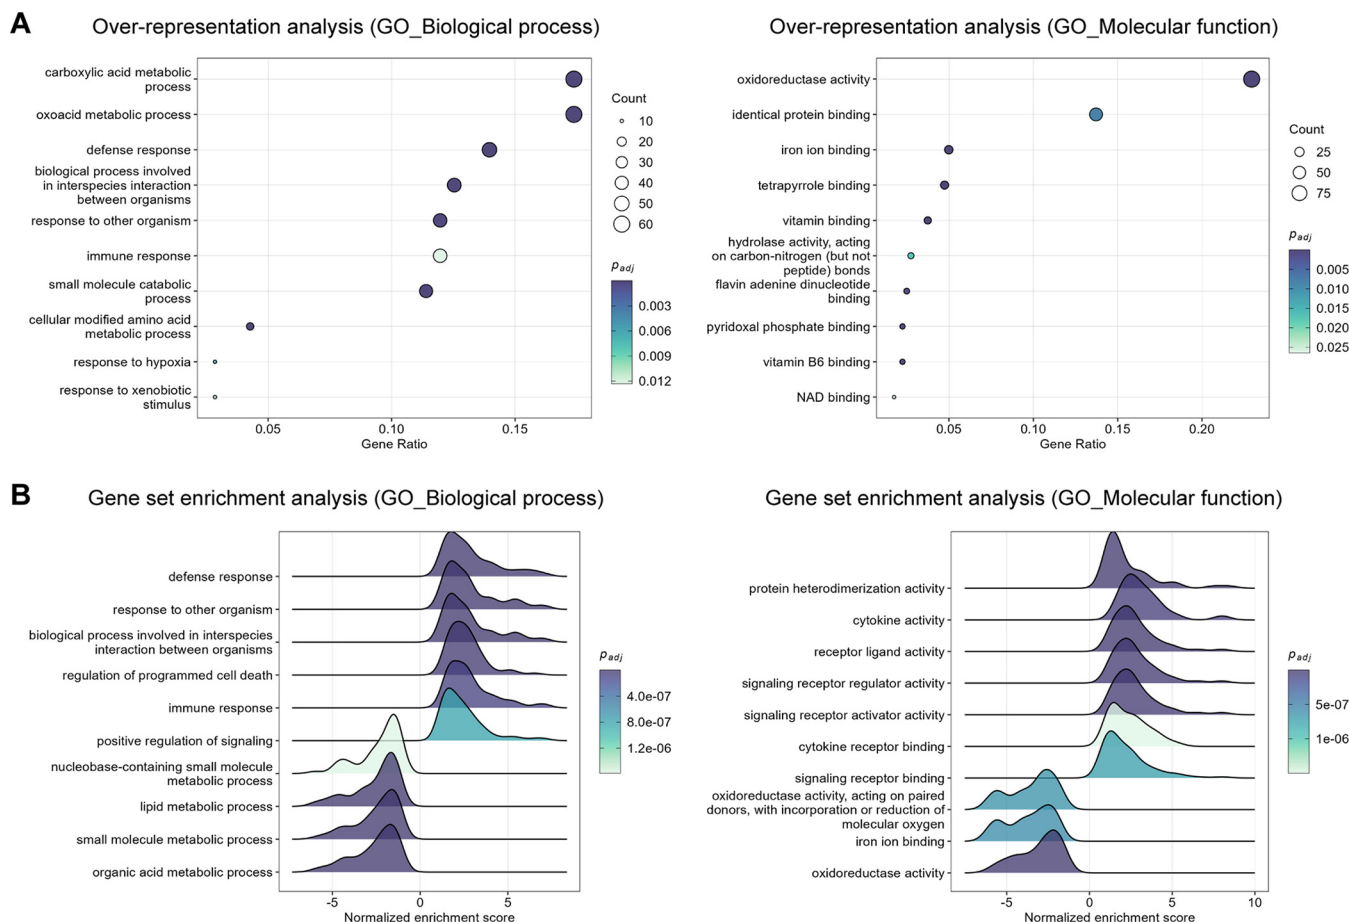 A
Over-representation analysis (GO_Biological process)
carboxylic acid metabolic
process
oxoacid metabolic process
defense response
biological process involved
in interspecies interaction
between organisms
response to other organism
immune response
small molecule catabolic
process
cellular modified amino acid
metabolic process
response to hypoxia
response to xenobiotic
stimulus
0.05 0.10 0.15
Gene Ratio
Count
10
20
30
40
50
60
padj
0.003
0.006
0.009
0.012
Over-representation analysis (GO_Molecular function)
oxidoreductase activity
identical protein binding
iron ion binding
tetrapyrrole binding
vitamin binding
hydrolase activity, acting
on carbon-nitrogen (but not
peptide) bonds
flavin adenine dinucleotide
binding
pyridoxal phosphate binding
vitamin B6 binding
NAD binding
0.05 0.10 0.15 0.20
Gene Ratio
Count
25
50
75
padj
0.005
0.010
0.015
0.020
0.025
B
Gene set enrichment analysis (GO_Biological process)
defense response
response to other organism
biological process involved in interspecies
interaction between organisms
regulation of programmed cell death
immune response
positive regulation of signaling
nucleobase-containing small molecule
metabolic process
lipid metabolic process
small molecule metabolic process
organic acid metabolic process
-5 0 5
Normalized enrichment score
padj
4.0e-07
8.0e-07
1.2e-06
Gene set enrichment analysis (GO_Molecular function)
protein heterodimerization activity
cytokine activity
receptor ligand activity
signaling receptor regulator activity
signaling receptor activator activity
cytokine receptor binding
signaling receptor binding
oxidoreductase activity, acting on paired
donors, with incorporation or reduction of
molecular oxygen
iron ion binding
oxidoreductase activity
-5 0 5 10
Normalized enrichment score
padj
5e-07
1e-06